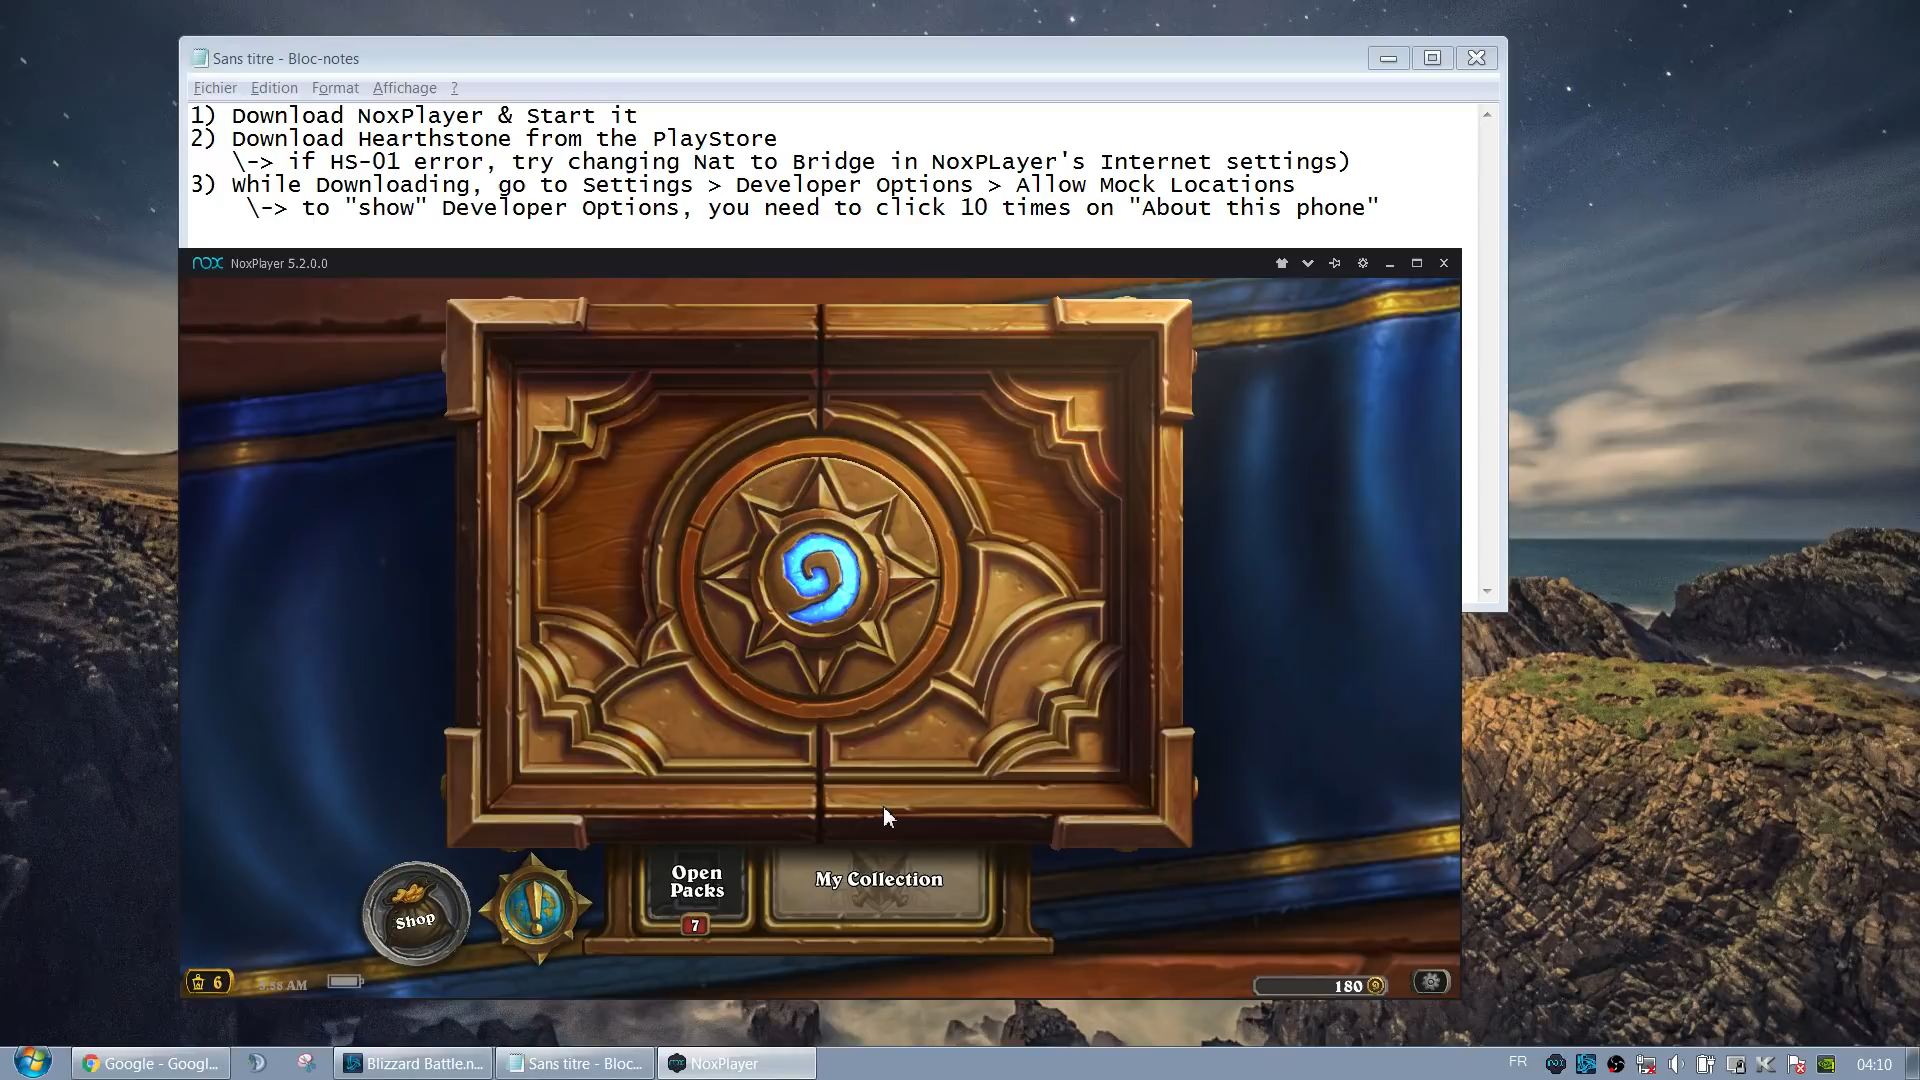 Sans titre - Bloc-notes
Fichier Edition Format Affichage ?
1) Download NoxPlayer & Start it
2) Download Hearthstone from the PlayStore
\-> if HS-01 error, try changing Nat to Bridge in NoxPLayer's Internet settings)
3) While Downloading, go to Settings > Developer Options > Allow Mock Locations
\-> to "show" Developer Options, you need to click 10 times on "About this phone"
nox NoxPlayer 5.2.0.0
Open
Packs
7
My Collection
Shop
6
AM
180
Google - Googl...
Blizzard Battle.n...
Sans titre - Bloc...
NoxPlayer
FR
04:10